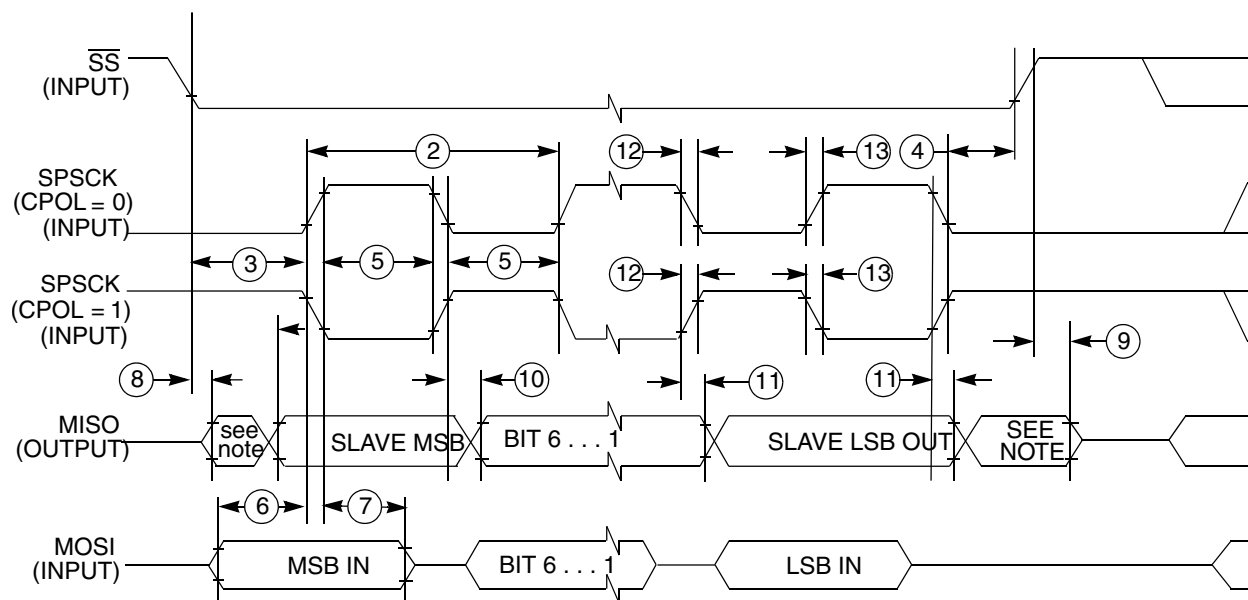 SS
(INPUT)
2
12
13
4
SPSCK
(CPOL = 0)
(INPUT)
3
5
5
12
13
SPSCK
(CPOL = 1)
(INPUT)
8
10
11
11
9
MISO
(OUTPUT)
see
note
SLAVE MSB
BIT 6 . . . 1
SLAVE LSB OUT
SEE
NOTE
6
7
MOSI
(INPUT)
MSB IN
BIT 6 . . . 1
LSB IN